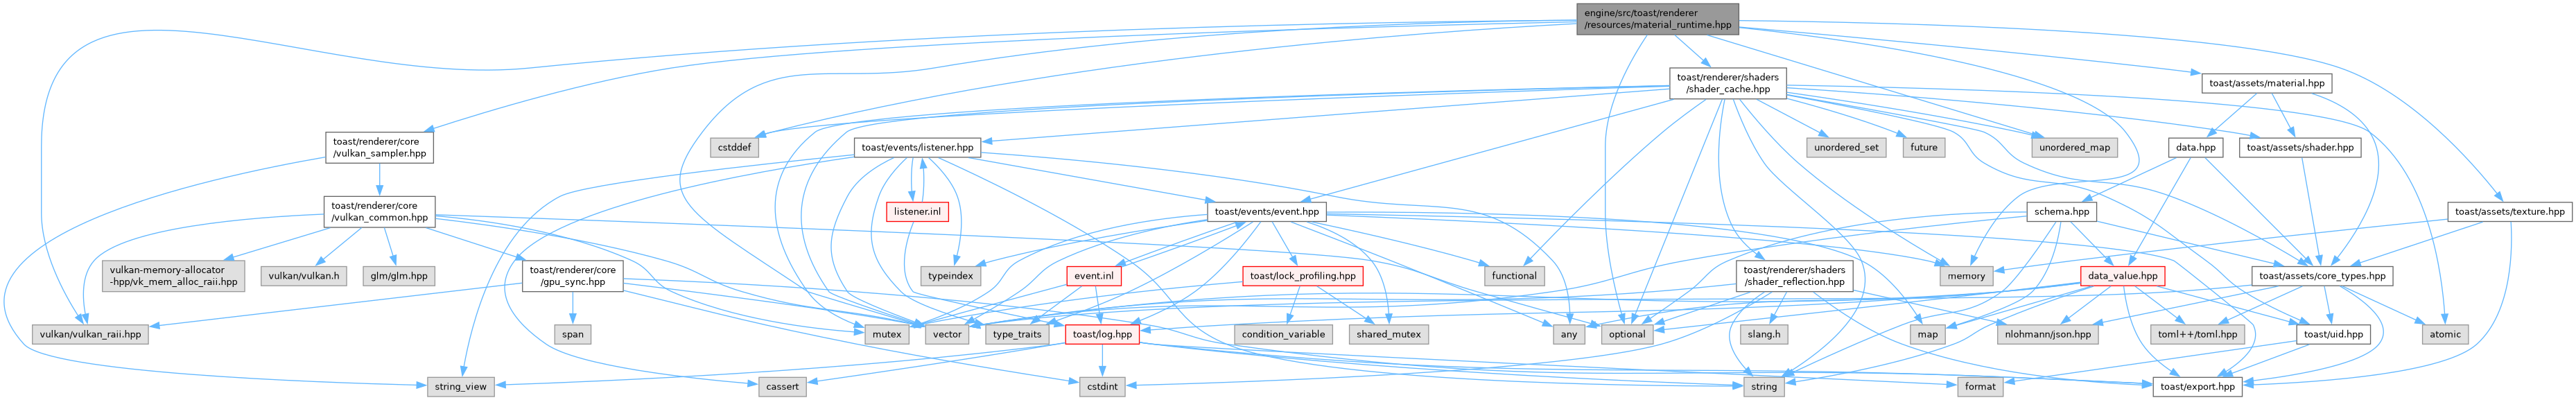 engine/src/toast/renderer
/resources/material_runtime.hpp
toast/renderer/shaders
/shader_cache.hpp
toast/assets/material.hpp
toast/renderer/core
/vulkan_sampler.hpp
cstddef
toast/events/listener.hpp
unordered_set
future
unordered_map
data.hpp
toast/assets/shader.hpp
toast/renderer/core
/vulkan_common.hpp
listener.inl
toast/events/event.hpp
schema.hpp
toast/assets/texture.hpp
vulkan-memory-allocator
-hpp/vk_mem_alloc_raii.hpp
vulkan/vulkan.h
glm/glm.hpp
toast/renderer/core
/gpu_sync.hpp
typeindex
event.inl
toast/lock_profiling.hpp
functional
toast/renderer/shaders
/shader_reflection.hpp
memory
data_value.hpp
toast/assets/core_types.hpp
vulkan/vulkan_raii.hpp
span
mutex
vector
type_traits
toast/log.hpp
condition_variable
shared_mutex
any
optional
slang.h
map
nlohmann/json.hpp
toml++/toml.hpp
toast/uid.hpp
atomic
string_view
cassert
cstdint
string
format
toast/export.hpp